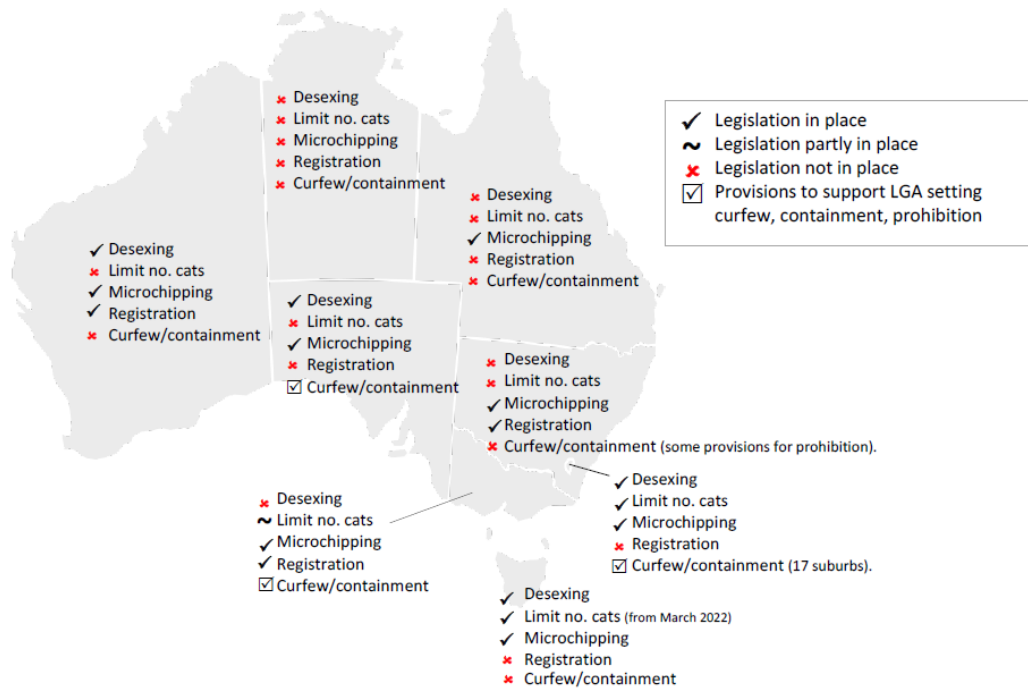 Desexing
Limit no. cats
Microchipping
Registration
Curfew/containment
✓ Legislation in place
~ Legislation partly in place
✗ Legislation not in place
☑ Provisions to support LGA setting
curfew, containment, prohibition
✗ Desexing
✗ Limit no. cats
✓ Microchipping
✗ Registration
✗ Curfew/containment
✓ Desexing
✗ Limit no. cats
✓ Microchipping
✓ Registration
✗ Curfew/containment
✓ Desexing
✗ Limit no. cats
✓ Microchipping
✗ Registration
☑ Curfew/containment
✗ Desexing
✗ Limit no. cats
✓ Microchipping
✓ Registration
✗ Curfew/containment (some provisions for prohibition).
✓ Desexing
✓ Limit no. cats
✓ Microchipping
✗ Registration
☑ Curfew/containment (17 suburbs).
✗ Desexing
~ Limit no. cats
✓ Microchipping
✓ Registration
☑ Curfew/containment
✓ Desexing
✓ Limit no. cats (from March 2022)
✓ Microchipping
✗ Registration
✗ Curfew/containment